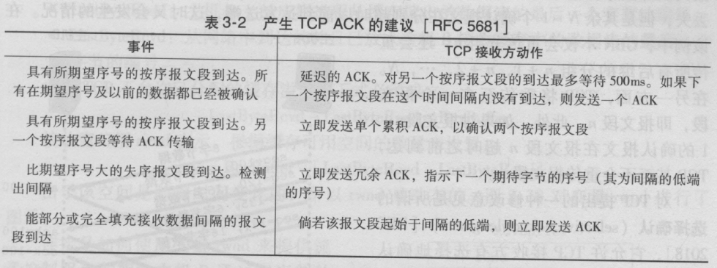 表 3-2 产生 TCP ACK 的建议 [RFC 5681]
事件
TCP 接收方动作
具有所期望序号的按序报文段到达。所
有在期望序号及以前的数据都已经被确认
延迟的 ACK。对另一个按序报文段的到达最多等待 500ms。如果下
一个按序报文段在这个时间间隔内没有到达，则发送一个 ACK
具有所期望序号的按序报文段到达。另
一个按序报文段等待 ACK 传输
立即发送单个累积 ACK，以确认两个按序报文段
比期望序号大的失序报文段到达。检测
出间隔
立即发送冗余 ACK，指示下一个期待字节的序号（其为间隔的低端
的序号）
能部分或完全填充接收数据间隔的报文
段到达
倘若该报文段起始于间隔的低端，则立即发送 ACK